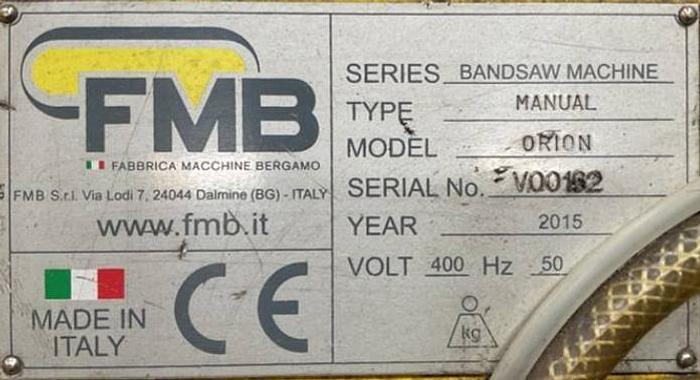 FMB
FABBRICA MACCHINE BERGAMO
FMB S.r.l. Via Lodi 7, 24044 Dalmine (BG) - ITALY
www.fmb.it
MADE IN
ITALY
CE
SERIES BANDSAW MACHINE
TYPE MANUAL
MODEL ORION
SERIAL No.
YEAR 2015
VOLT 400 Hz 50
kg